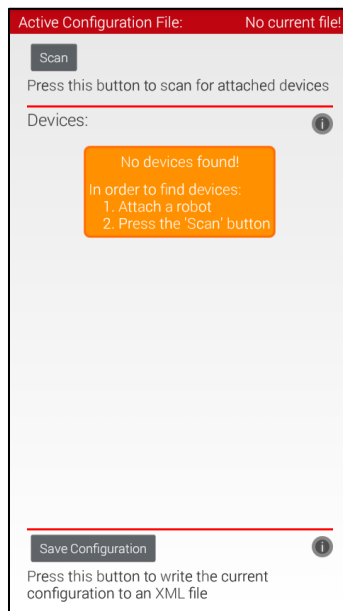 Active Configuration File: No current file!
Scan
Press this button to scan for attached devices
Devices:
No devices found!
In order to find devices:
1. Attach a robot
2. Press the 'Scan' button
Save Configuration
Press this button to write the current
configuration to an XML file